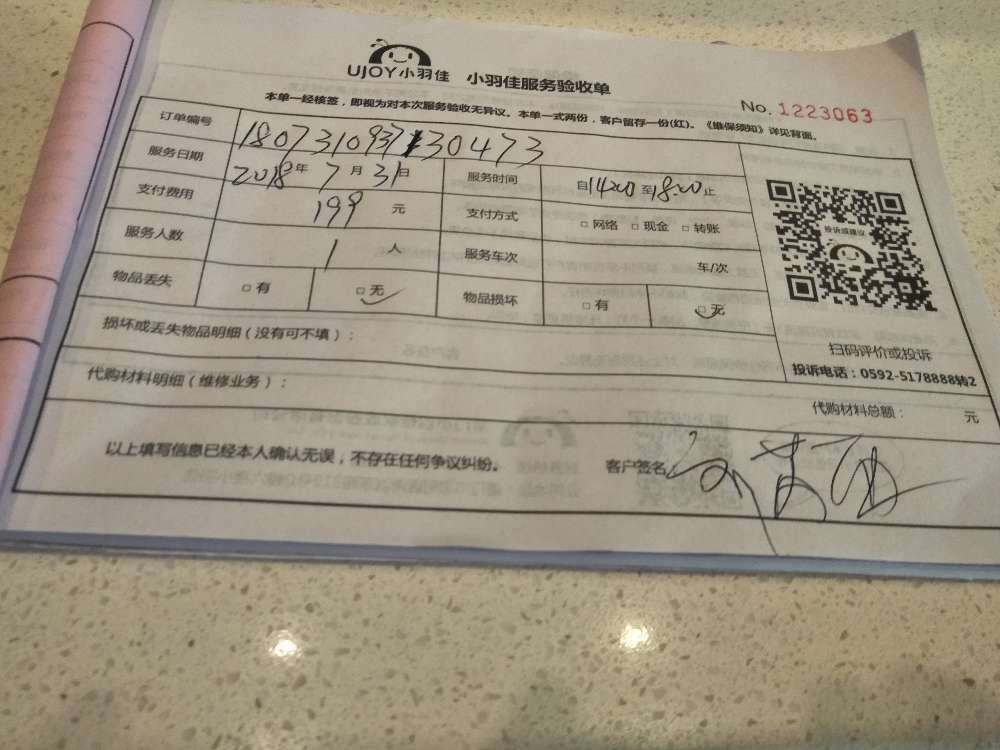 UJOY小羽佳 小羽佳服务验收单
No. 1223063
本单一经核签，即视为对本次服务验收无异议。本单一式两份，客户留存一份(红)。《维保须知》详见背面。
订单编号 180731093730473
服务日期 2018年7月31日 服务时间 自14:00至18:00止
支付费用 199 元 支付方式 □网络 □现金 □转账
服务人数 1 人 服务车次 车/次
物品丢失 □有 □无 物品损坏 □有 □无
投诉或建议
扫码评价或投诉
投诉电话：0592-5178888转2
损坏或丢失物品明细（没有可不填）：
代购材料明细（维修业务）：
代购材料总额： 元
以上填写信息已经本人确认无误，不存在任何争议纠纷。 客户签名